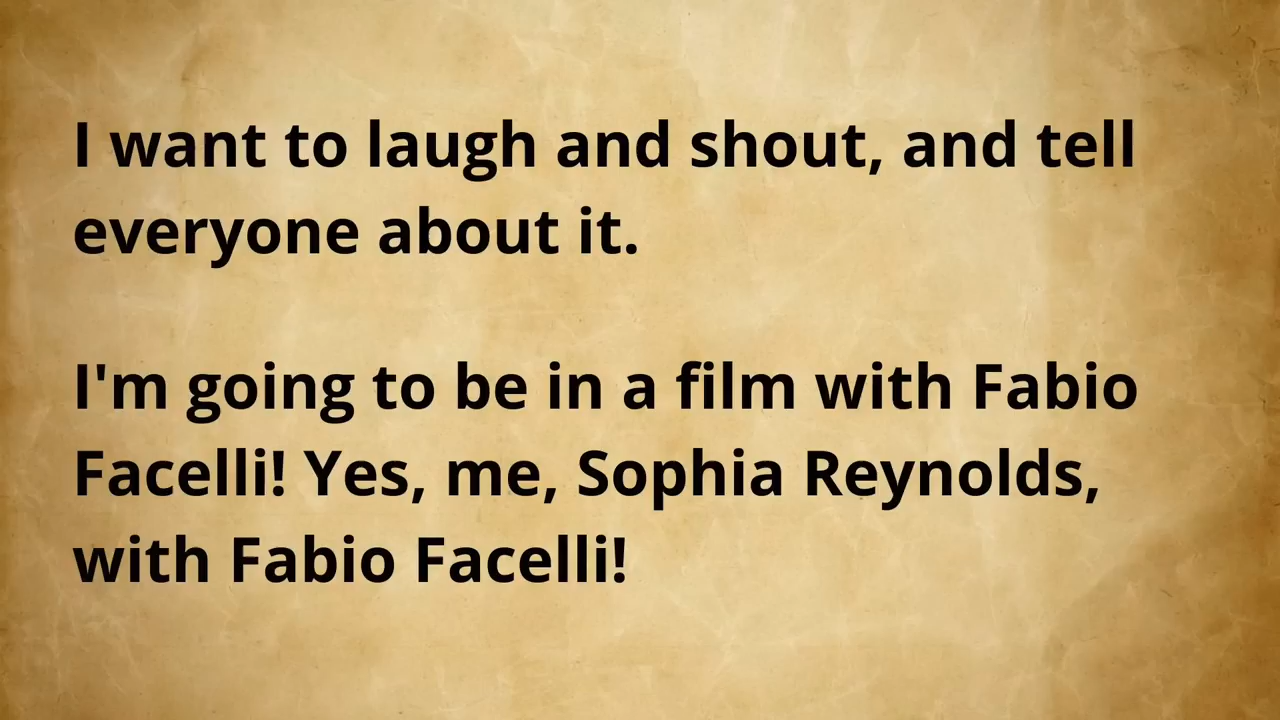 I want to laugh and shout, and tell
everyone about it.
I'm going to be in a film with Fabio
Facelli! Yes, me, Sophia Reynolds,
with Fabio Facelli!